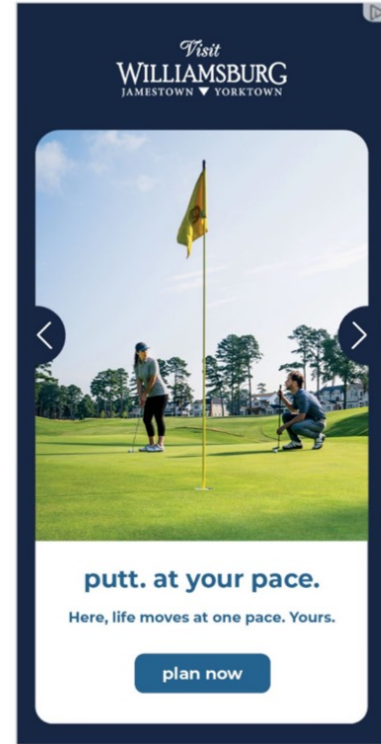 Visit
WILLIAMSBURG
JAMESTOWN YORKTOWN
putt. at your pace.
Here, life moves at one pace. Yours.
plan now